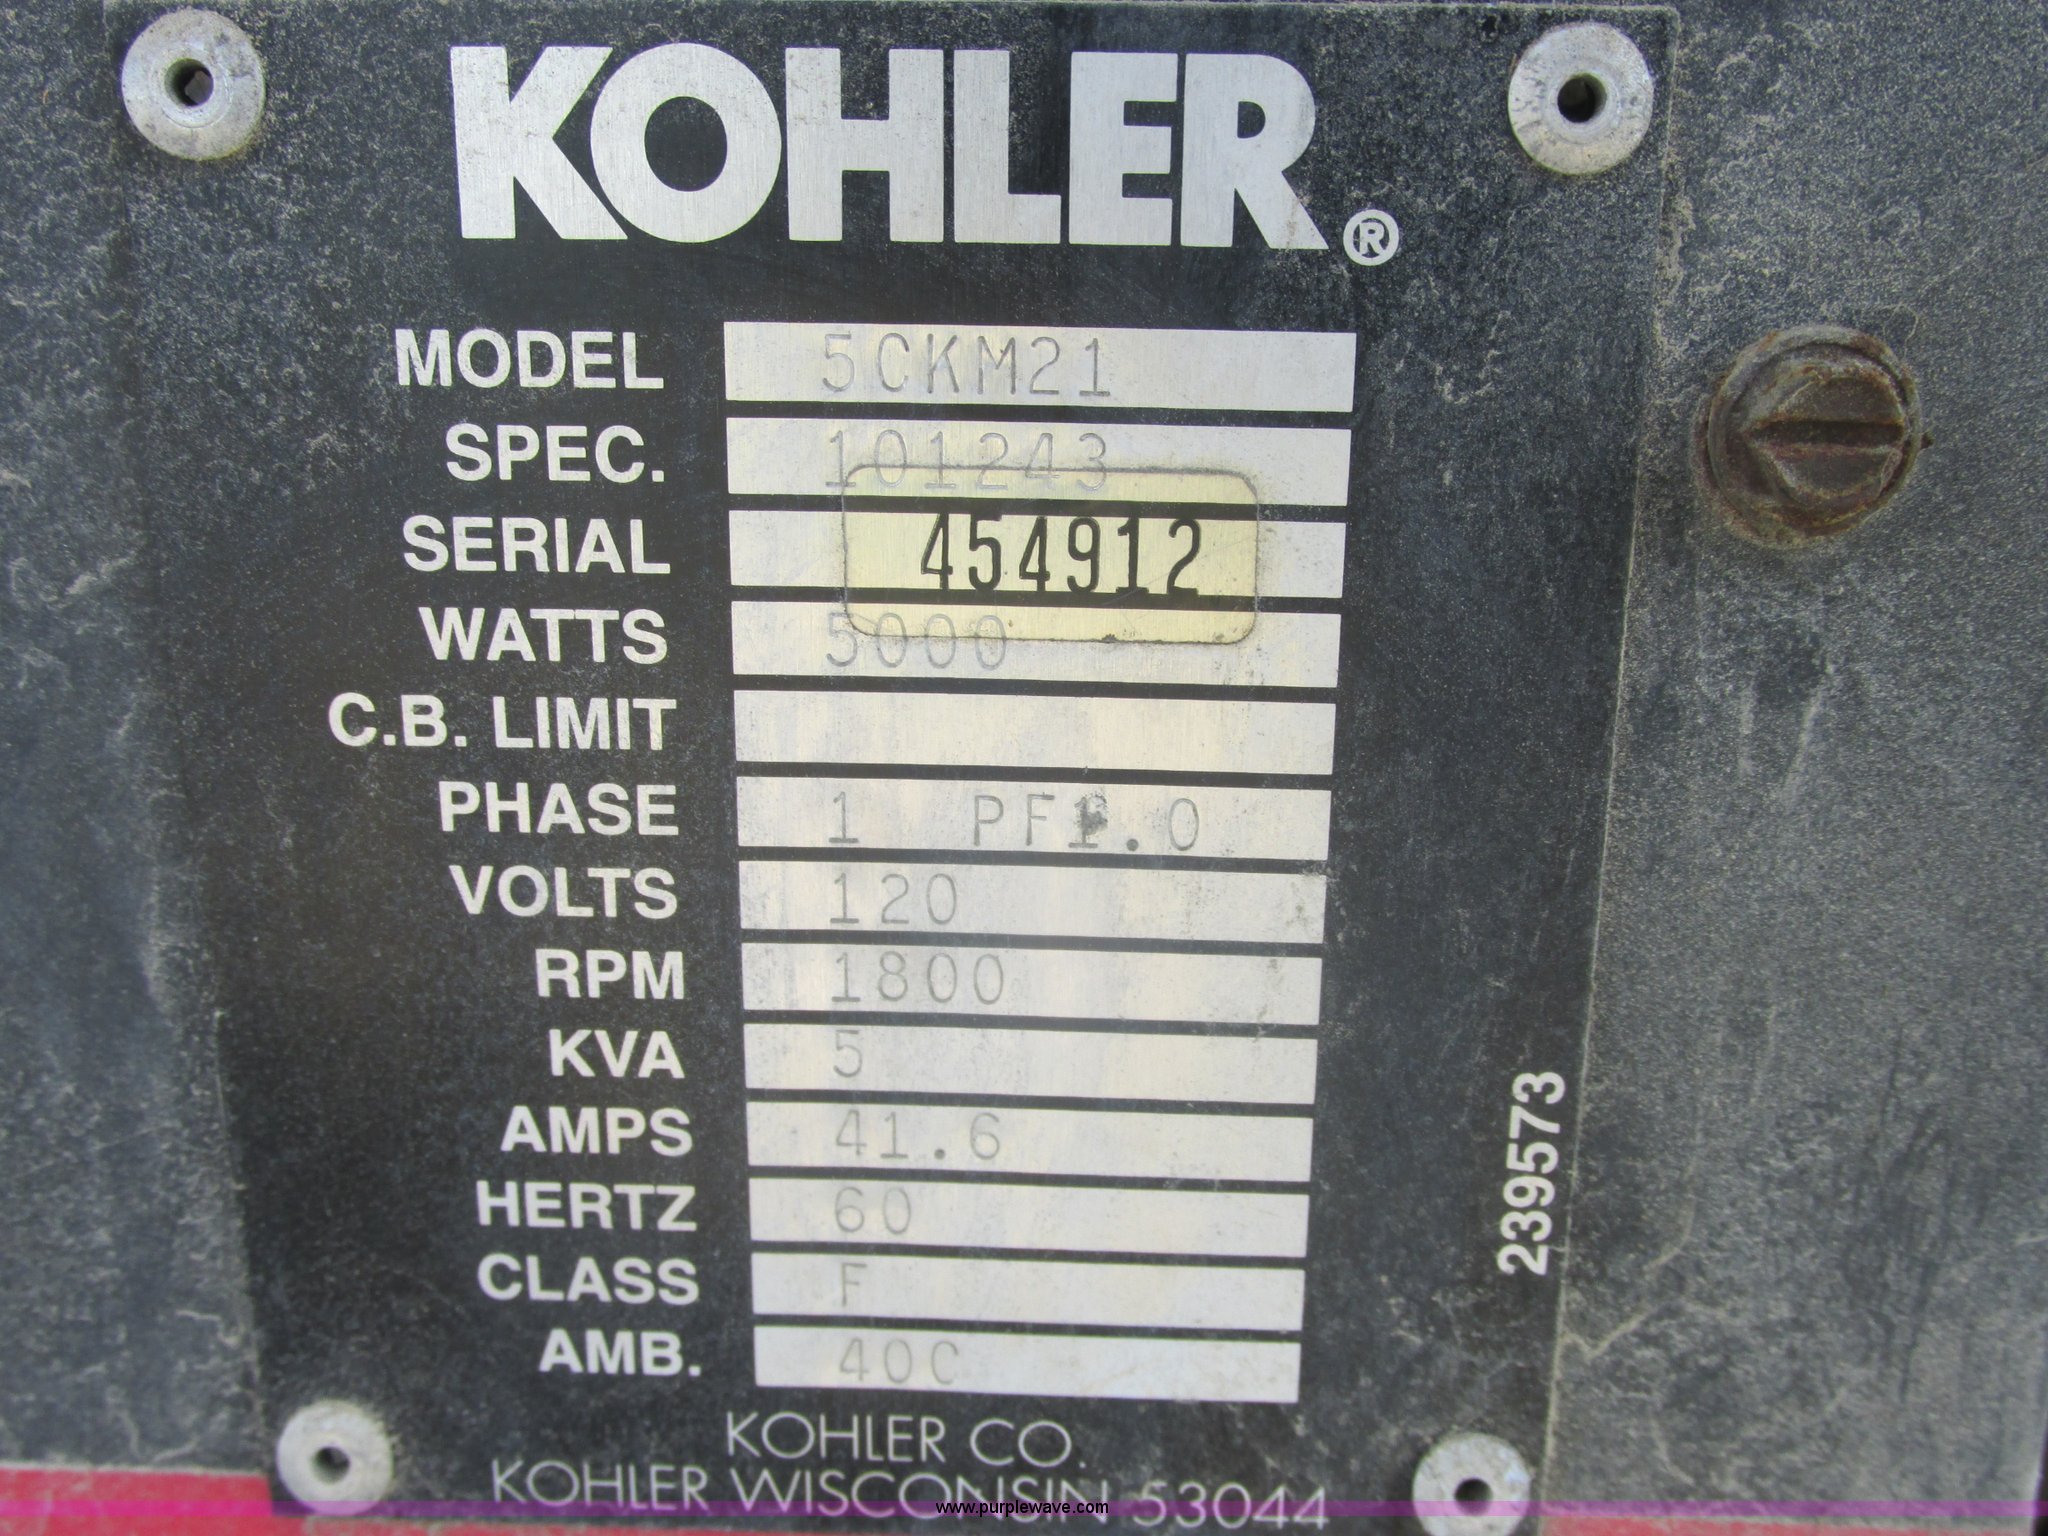 KOHLER®
MODEL 5CKM21
SPEC. 101243
SERIAL 454912
WATTS 5000
C.B. LIMIT
PHASE 1 PF1.0
VOLTS 120
RPM 1800
KVA 5
AMPS 41.6
HERTZ 60
CLASS F
AMB. 40C
239573
KOHLER CO.
KOHLER WISCONSIN 53044
www.purplewave.com